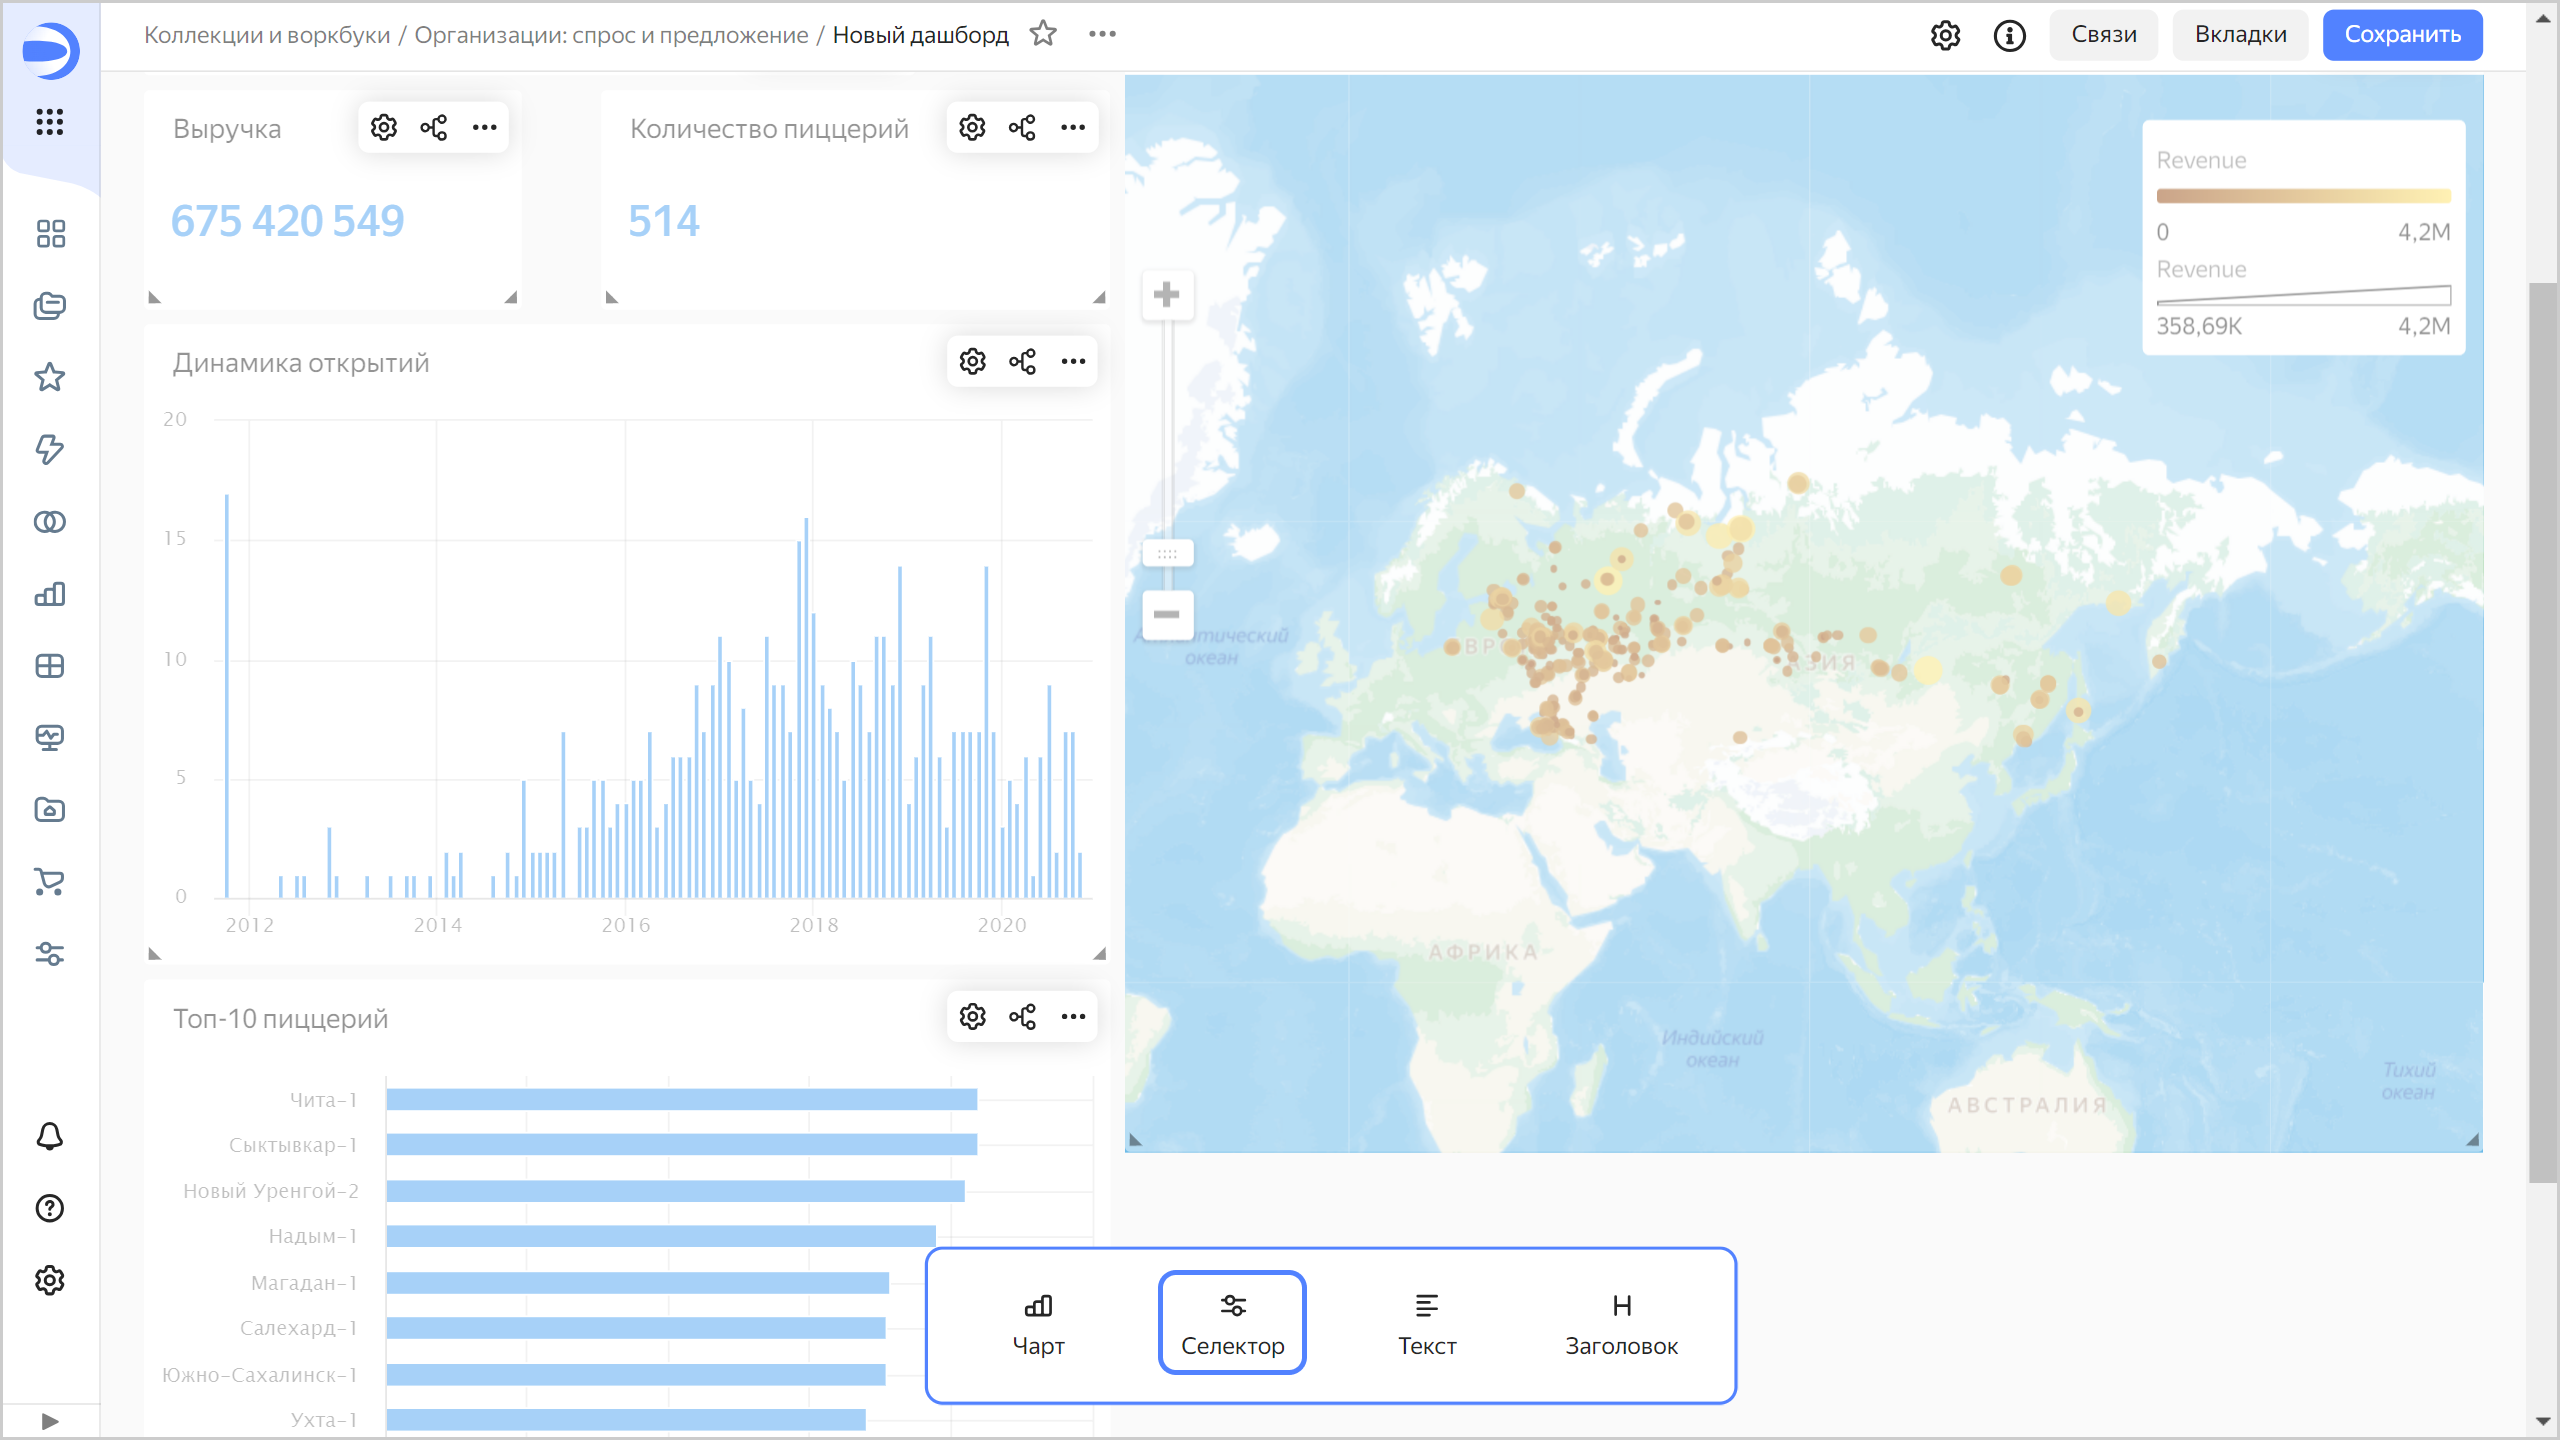 Коллекции и воркбуки / Организации: спрос и предложение / Новый дашборд
Связи
Вкладки
Сохранить
Выручка
675 420 549
Количество пиццерий
514
Динамика открытий
20
15
10
5
0
2012
2014
2016
2018
2020
Топ-10 пиццерий
Чита-1
Сыктывкар-1
Новый Уренгой-2
Надым-1
Магадан-1
Салехард-1
Южно-Сахалинск-1
Ухта-1
Revenue
0
4,2M
Revenue
358,69K
4,2M
океан
АЗИЯ
АФРИКА
Индийский
океан
Тихий
океан
АВСТРАЛИЯ
Чарт
Селектор
Текст
Заголовок